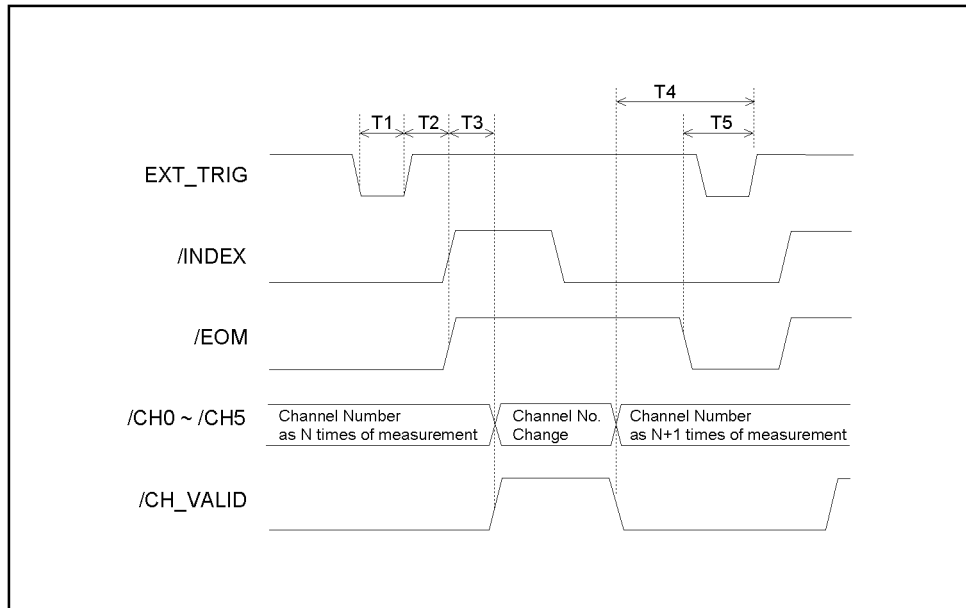 T4
T1 T2 T3 T5
EXT_TRIG
/INDEX
/EOM
/CH0 ~ /CH5
Channel Number
as N times of measurement
Channel No.
Change
Channel Number
as N+1 times of measurement
/CH_VALID